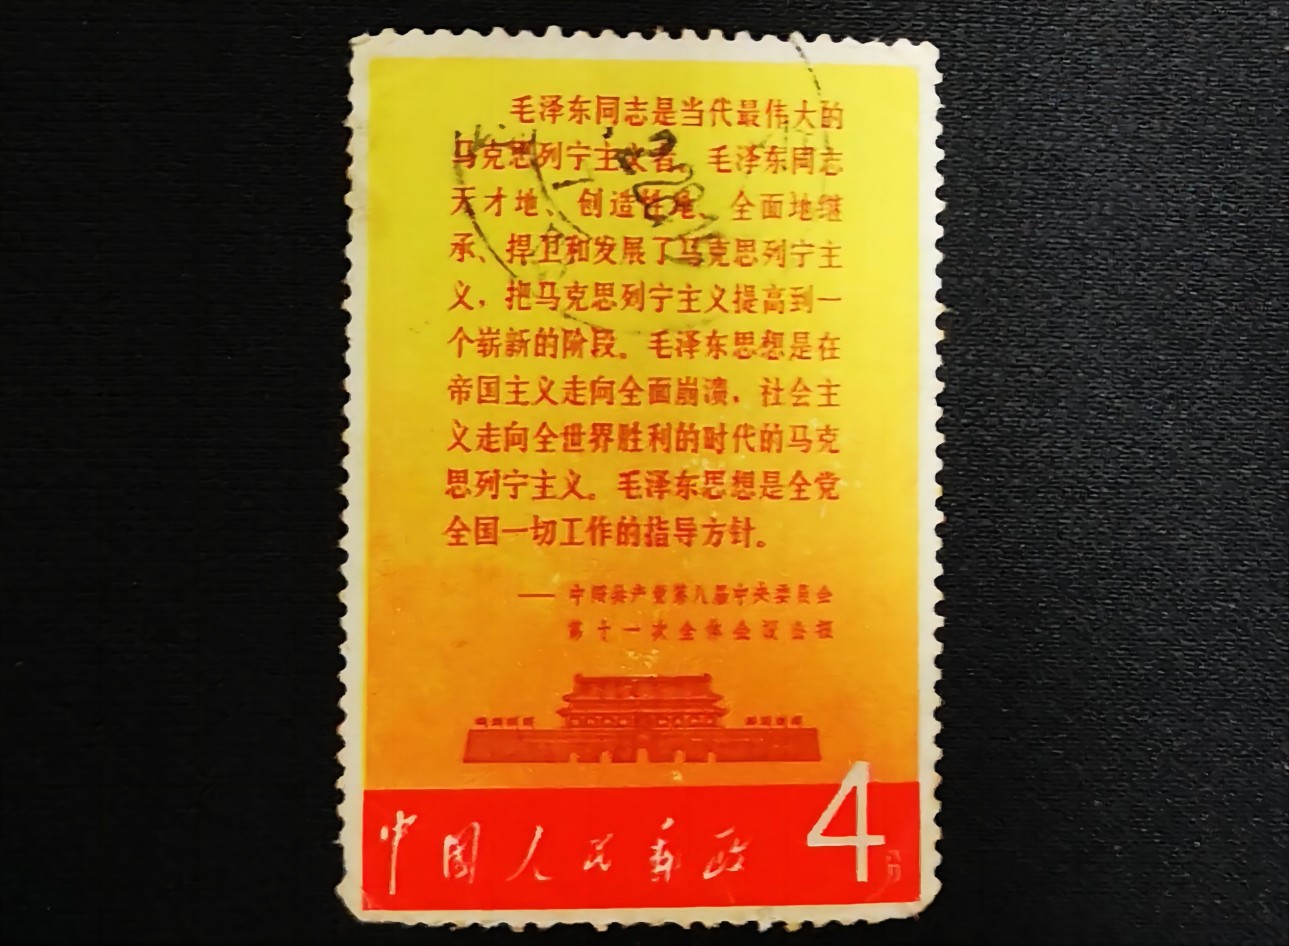 毛泽东同志是当代最伟大的
马克思列宁主义者。毛泽东同志
天才地、创造性地、全面地继
承、捍卫和发展了马克思列宁主
义，把马克思列宁主义提高到一
个崭新的阶段。毛泽东思想是在
帝国主义走向全面崩溃，社会主
义走向全世界胜利的时代的马克
思列宁主义。毛泽东思想是全党
全国一切工作的指导方针。
——中国共产党第八届中央委员会
第十一次全体会议公报
中国人民邮政
4分